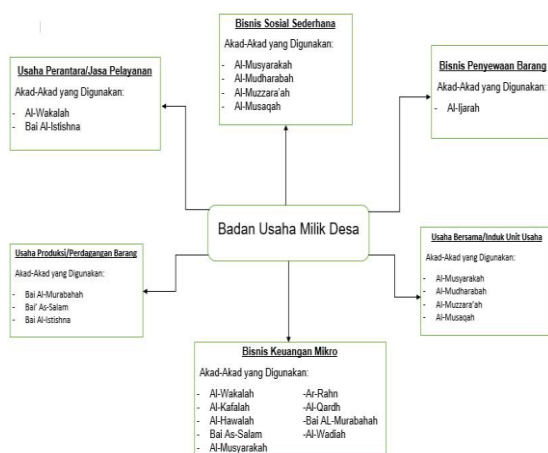 Bisnis Sosial Sederhana
Akad-Akad yang Digunakan:
- Al-Musyarakah
- Al-Mudharabah
- Al-Muzzara'ah
- Al-Musaqah
Usaha Perantara/Jasa Pelayanan
Akad-Akad yang Digunakan:
- Al-Wakalah
- Bai Al-Istishna
Bisnis Penyewaan Barang
Akad-Akad yang Digunakan:
- Al-Ijarah
Badan Usaha Milik Desa
Usaha Produksi/Perdagangan Barang
Akad-Akad yang Digunakan:
- Bai Al-Murabahah
- Bai' As-Salam
- Bai Al-Istishna
Usaha Bersama/Induk Unit Usaha
Akad-Akad yang Digunakan:
- Al-Musyarakah
- Al-Mudharabah
- Al-Muzzara'ah
- Al-Musaqah
Bisnis Keuangan Mikro
Akad-Akad yang Digunakan:
- Al-Wakalah -Ar-Rahn
- Al-Kafalah -Al-Qardh
- Al-Hawalah -Bai AL-Murabahah
- Bai As-Salam -Al-Wadiah
- Al-Musyarakah